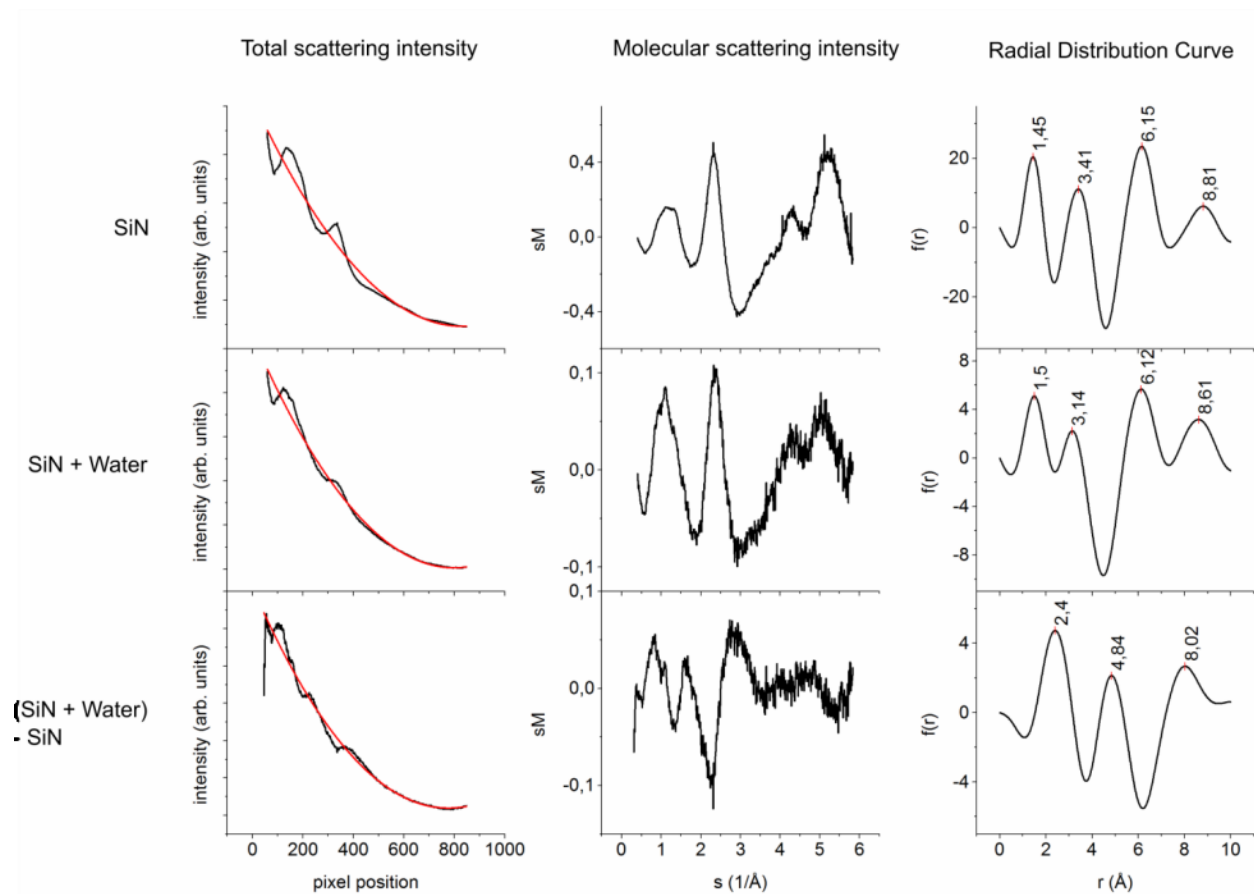 Total scattering intensity
Molecular scattering intensity
Radial Distribution Curve
SiN
intensity (arb. units)
sM
0,4
0,0
-0,4
f(r)
20
0
-20
1,45
3,41
6,15
8,81
SiN + Water
intensity (arb. units)
sM
0,1
0,0
-0,1
f(r)
8
4
0
-4
-8
1,5
3,14
6,12
8,61
(SiN + Water)
- SiN
intensity (arb. units)
sM
0,1
0,0
-0,1
f(r)
4
0
-4
2,4
4,84
8,02
0 200 400 600 800 1000
pixel position
0 1 2 3 4 5 6
s (1/Å)
0 2 4 6 8 10
r (Å)